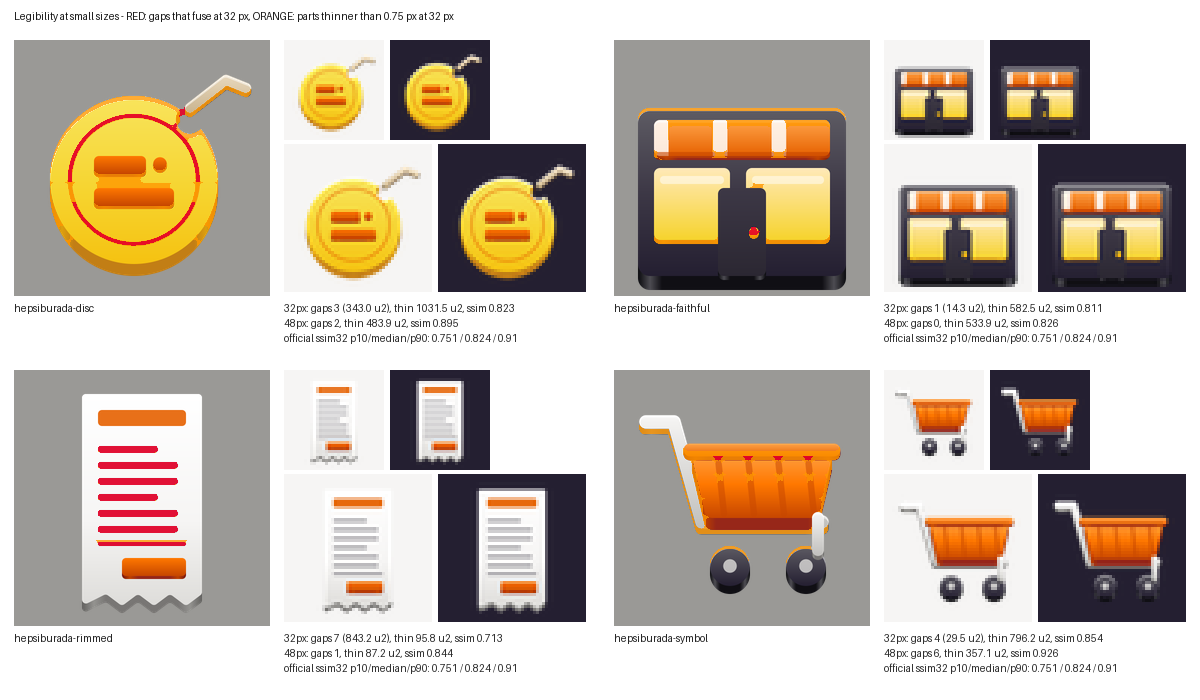 Legibility at small sizes - RED: gaps that fuse at 32 px, ORANGE: parts thinner than 0.75 px at 32 px
hepsiburada-disc
32px: gaps 3 (343.0 u2), thin 1031.5 u2, ssim 0.823
48px: gaps 2, thin 483.9 u2, ssim 0.895
official ssim32 p10/median/p90: 0.751 / 0.824 / 0.91
hepsiburada-faithful
32px: gaps 1 (14.3 u2), thin 582.5 u2, ssim 0.811
48px: gaps 0, thin 533.9 u2, ssim 0.826
official ssim32 p10/median/p90: 0.751 / 0.824 / 0.91
hepsiburada-rimmed
32px: gaps 7 (843.2 u2), thin 95.8 u2, ssim 0.713
48px: gaps 1, thin 87.2 u2, ssim 0.844
official ssim32 p10/median/p90: 0.751 / 0.824 / 0.91
hepsiburada-symbol
32px: gaps 4 (29.5 u2), thin 796.2 u2, ssim 0.854
48px: gaps 6, thin 357.1 u2, ssim 0.926
official ssim32 p10/median/p90: 0.751 / 0.824 / 0.91